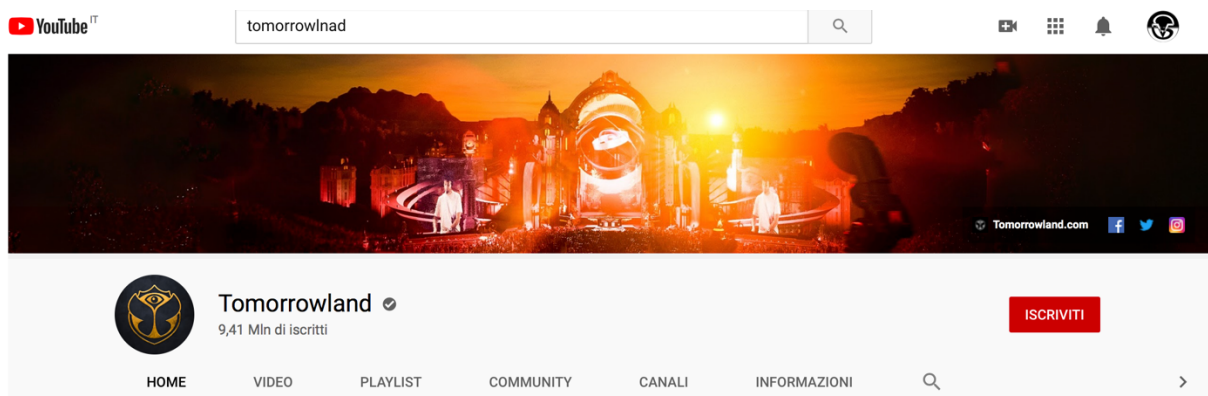 YouTube IT
tomorrowlnad
Tomorrowland.com
Tomorrowland
9,41 Mln di iscritti
ISCRIVITI
HOME VIDEO PLAYLIST COMMUNITY CANALI INFORMAZIONI